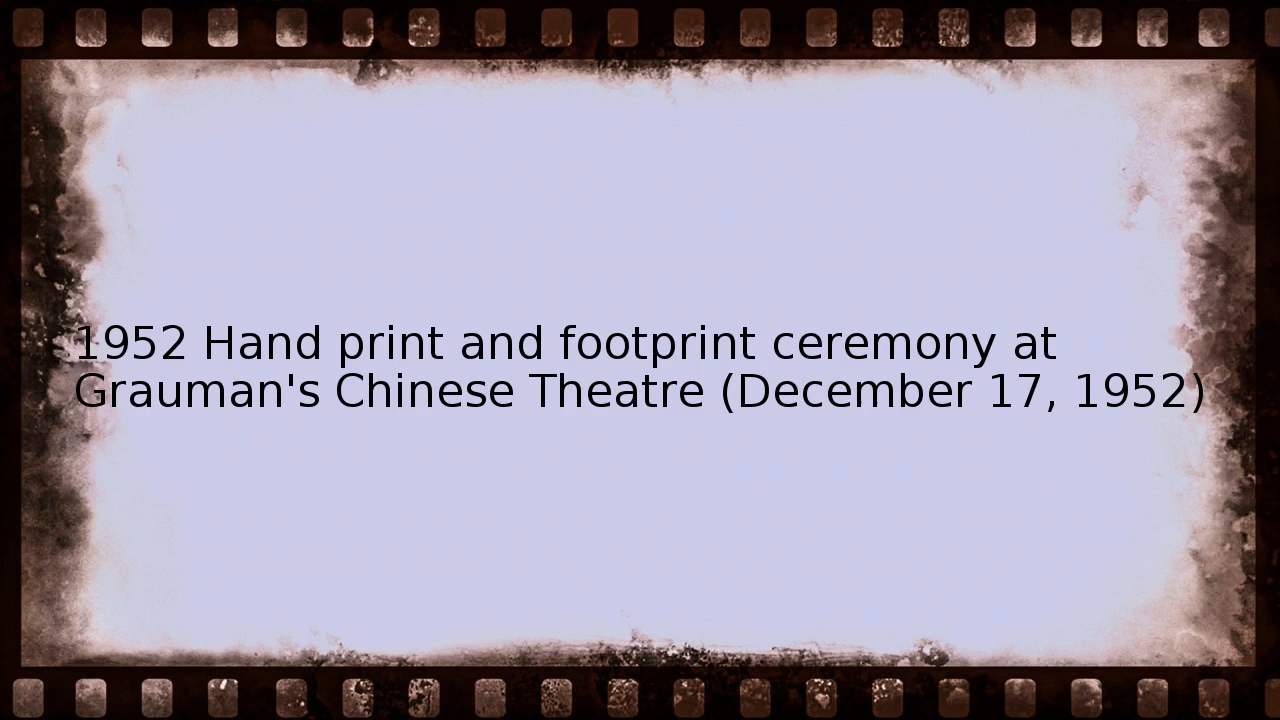 1952 Hand print and footprint ceremony at
Grauman's Chinese Theatre (December 17, 1952)